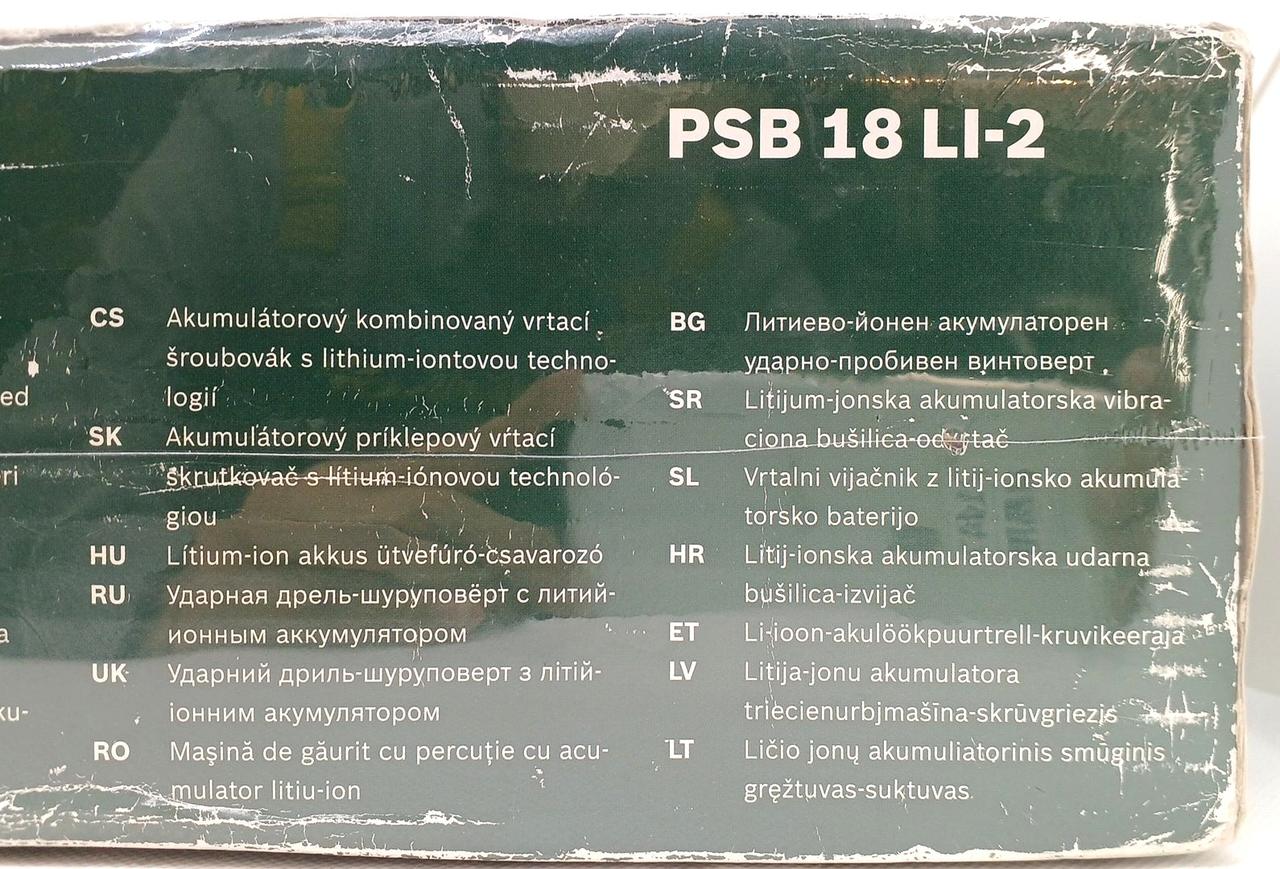 PSB 18 LI-2
ed
ri
a
ku-
CS Akumulátorový kombinovaný vrtací
šroubovák s lithium-iontovou techno-
logií
SK Akumulátorový príklepový vŕtací
skrutkovač s lítium-iónovou technoló-
giou
HU Lítium-ion akkus ütvefúró-csavarozó
RU Ударная дрель-шуруповёрт с литий-
ионным аккумулятором
UK Ударний дриль-шуруповерт з літій-
іонним акумулятором
RO Maşină de găurit cu percuţie cu acu-
mulator litiu-ion
BG Литиево-йонен акумулаторен
ударно-пробивен винтоверт
SR Litijum-jonska akumulatorska vibra-
ciona bušilica-odvrtač
SL Vrtalni vijačnik z litij-ionsko akumula-
torsko baterijo
HR Litij-ionska akumulatorska udarna
bušilica-izvijač
ET Li-ioon-akulöökpuurtrell-kruvikeeraja
LV Litija-jonu akumulatora
triecienurbjmašīna-skrūvgriezis
LT Ličio jonų akumuliatorinis smūginis
gręžtuvas-suktuvas